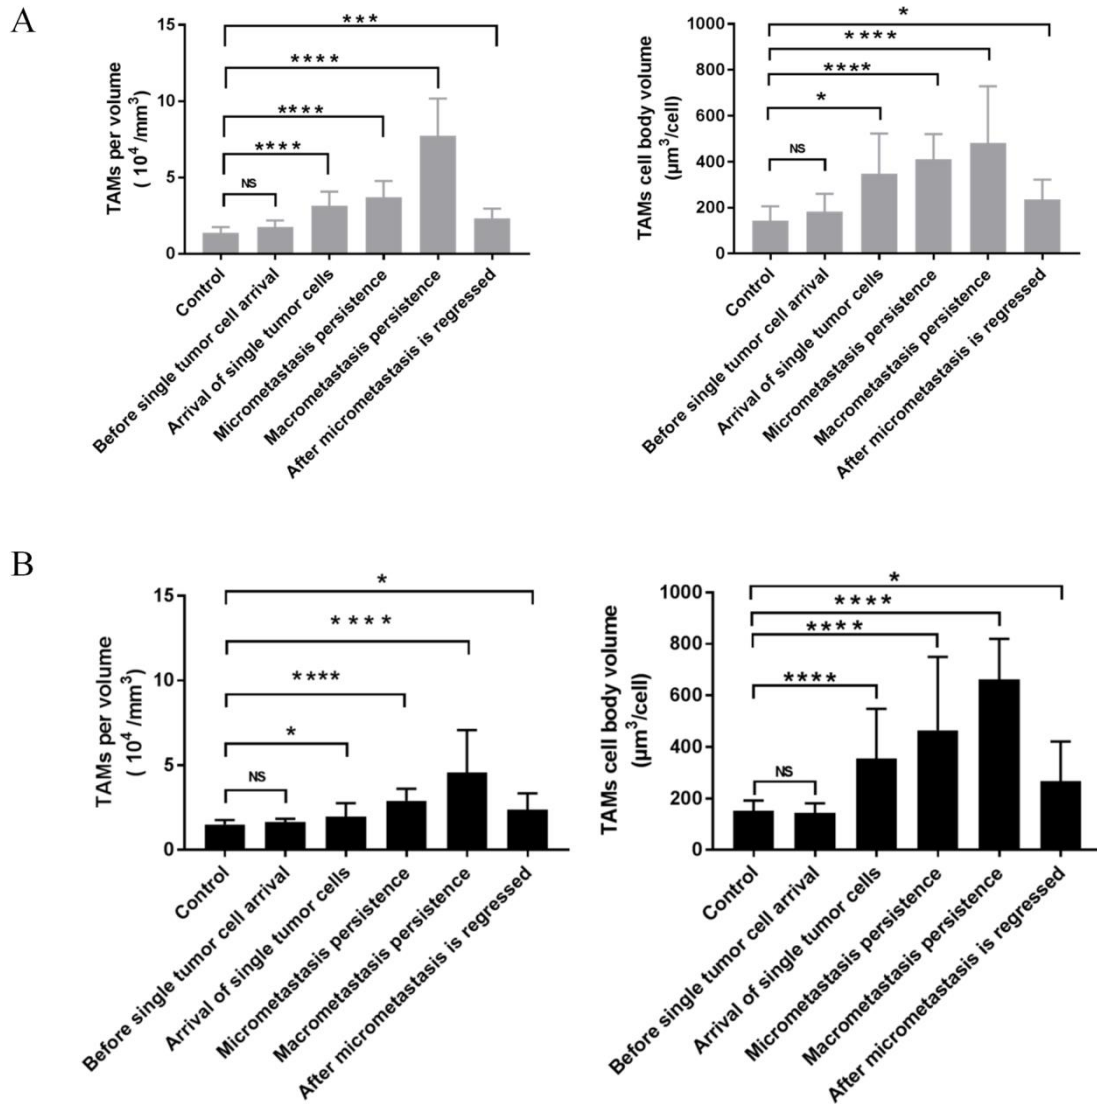 A
TAMs per volume
( 10⁴ /mm³)
15
10
5
0
***
****
****
****
NS
Control
Before single tumor cell arrival
Arrival of single tumor cells
Micrometastasis persistence
Macrometastasis persistence
After micrometastasis is regressed
TAMs cell body volume
(µm³/cell)
1000
800
600
400
200
0
*
****
****
*
NS
Control
Before single tumor cell arrival
Arrival of single tumor cells
Micrometastasis persistence
Macrometastasis persistence
After micrometastasis is regressed
B
TAMs per volume
( 10⁴ /mm³)
15
10
5
0
*
****
****
*
NS
Control
Before single tumor cell arrival
Arrival of single tumor cells
Micrometastasis persistence
Macrometastasis persistence
After micrometastasis is regressed
TAMs cell body volume
(µm³/cell)
1000
800
600
400
200
0
*
****
****
****
NS
Control
Before single tumor cell arrival
Arrival of single tumor cells
Micrometastasis persistence
Macrometastasis persistence
After micrometastasis is regressed